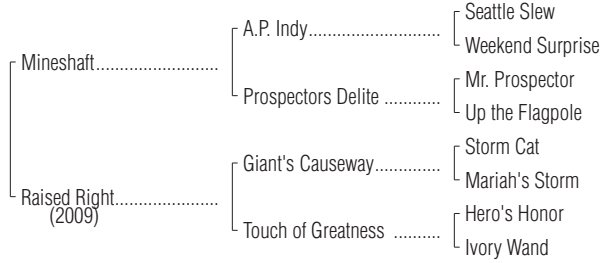 Seattle Slew
A.P. Indy............................
Weekend Surprise
Mineshaft..........................
Mr. Prospector
Prospectors Delite ............
Up the Flagpole
Storm Cat
Giant's Causeway..............
Mariah's Storm
Raised Right......................
(2009)
Hero's Honor
Touch of Greatness ..........
Ivory Wand